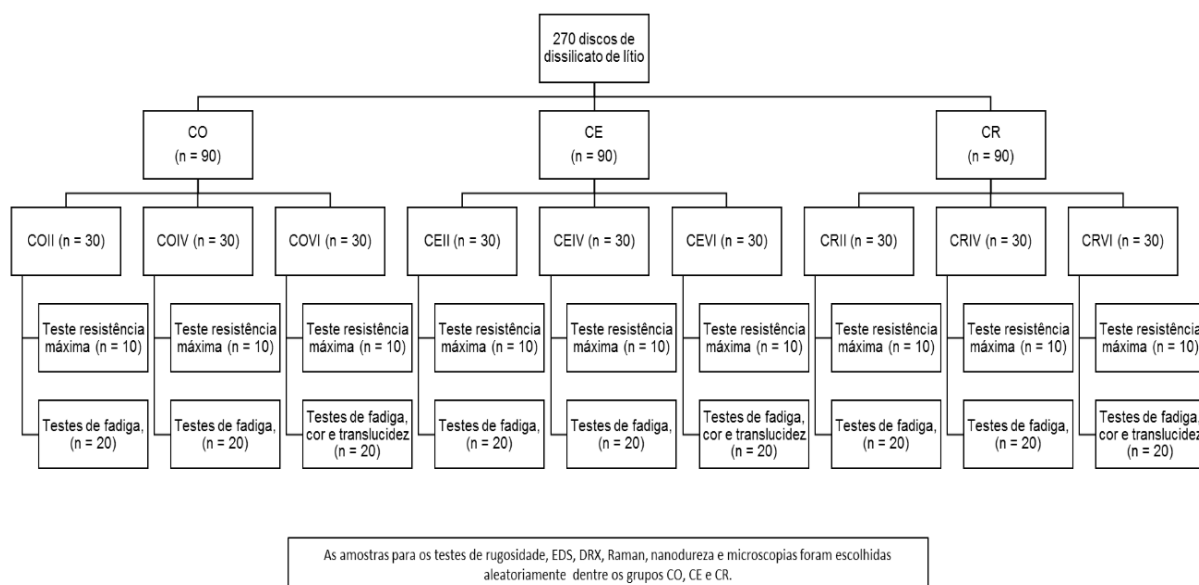 270 discos de
dissilicato de lítio
CO
(n = 90)
CE
(n = 90)
CR
(n = 90)
COII (n = 30)
COIV (n = 30)
COVI (n = 30)
CEII (n = 30)
CEIV (n = 30)
CEVI (n = 30)
CRII (n = 30)
CRIV (n = 30)
CRVI (n = 30)
Teste resistência
máxima (n = 10)
Teste resistência
máxima (n = 10)
Teste resistência
máxima (n = 10)
Teste resistência
máxima (n = 10)
Teste resistência
máxima (n = 10)
Teste resistência
máxima (n = 10)
Teste resistência
máxima (n = 10)
Teste resistência
máxima (n = 10)
Teste resistência
máxima (n = 10)
Testes de fadiga,
(n = 20)
Testes de fadiga,
(n = 20)
Testes de fadiga,
cor e translucidez
(n = 20)
Testes de fadiga,
(n = 20)
Testes de fadiga,
(n = 20)
Testes de fadiga,
cor e translucidez
(n = 20)
Testes de fadiga,
(n = 20)
Testes de fadiga,
(n = 20)
Testes de fadiga,
cor e translucidez
(n = 20)
As amostras para os testes de rugosidade, EDS, DRX, Raman, nanodureza e microscopias foram escolhidas
aleatoriamente dentre os grupos CO, CE e CR.